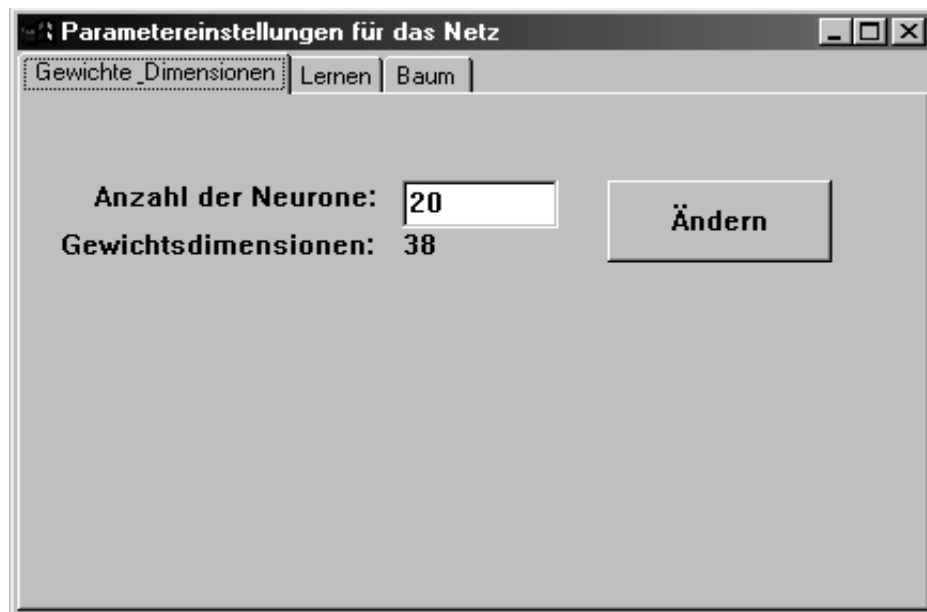 Parametereinstellungen für das Netz
Gewichte_Dimensionen Lernen Baum
Anzahl der Neurone: 20
Ändern
Gewichtsdimensionen: 38